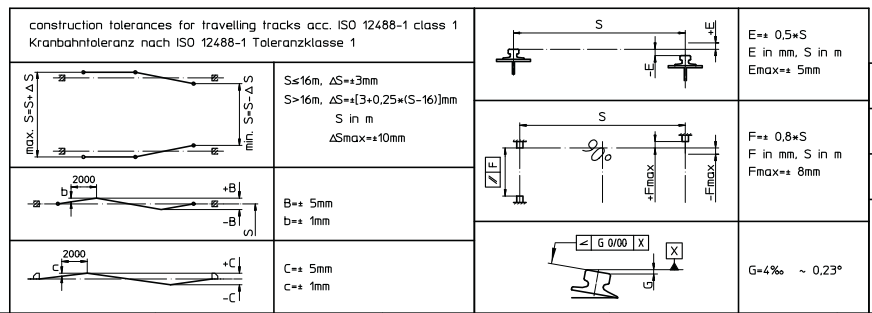 construction tolerances for travelling tracks acc. ISO 12488-1 class 1
Kranbahntoleranz nach ISO 12488-1 Toleranzklasse 1
max. S=S+ΔS
min. S=S-ΔS
S≤16m, ΔS=±3mm
S>16m, ΔS=±[3+0,25*(S-16)]mm
S in m
ΔSmax=±10mm
2000
b
+B
-B
S
B=± 5mm
b=± 1mm
2000
c
+C
-C
C=± 5mm
c=± 1mm
S
+E
-E
E=± 0,5*S
E in mm, S in m
Emax=± 5mm
S
// F
+Fmax
-Fmax
F=± 0,8*S
F in mm, S in m
Fmax=± 8mm
G 0/00 X
X
G
G=4‰ ~ 0,23°